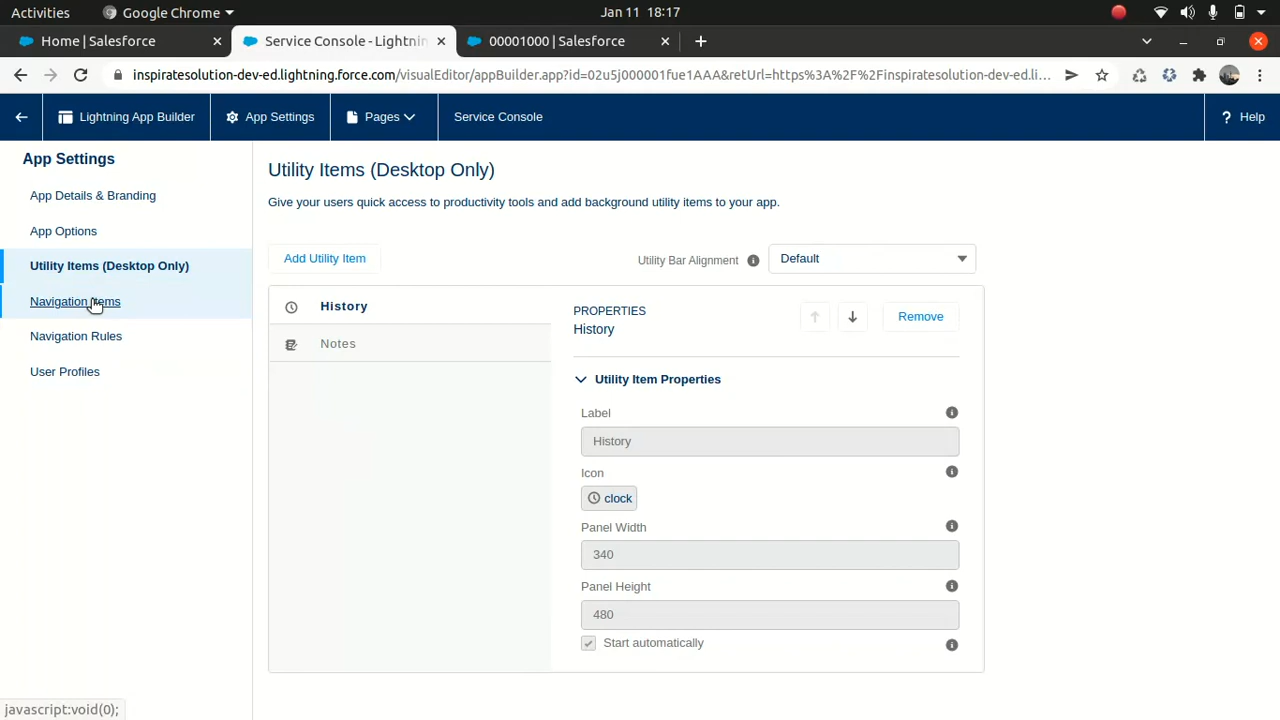 Activities
Google Chrome
Jan 11 18:17
Home | Salesforce
Service Console - Lightnin
00001000 | Salesforce
inspiratesolution-dev-ed.lightning.force.com/visualEditor/appBuilder.app?id=02u5j000001fue1AAA&retUrl=https%3A%2F%2Finspiratesolution-dev-ed.li...
Lightning App Builder
App Settings
Pages
Service Console
? Help
App Settings
App Details & Branding
App Options
Utility Items (Desktop Only)
Navigation Items
Navigation Rules
User Profiles
Utility Items (Desktop Only)
Give your users quick access to productivity tools and add background utility items to your app.
Add Utility Item
Utility Bar Alignment
Default
History
Notes
PROPERTIES
History
Remove
Utility Item Properties
Label
History
Icon
clock
Panel Width
340
Panel Height
480
Start automatically
javascript:void(0);